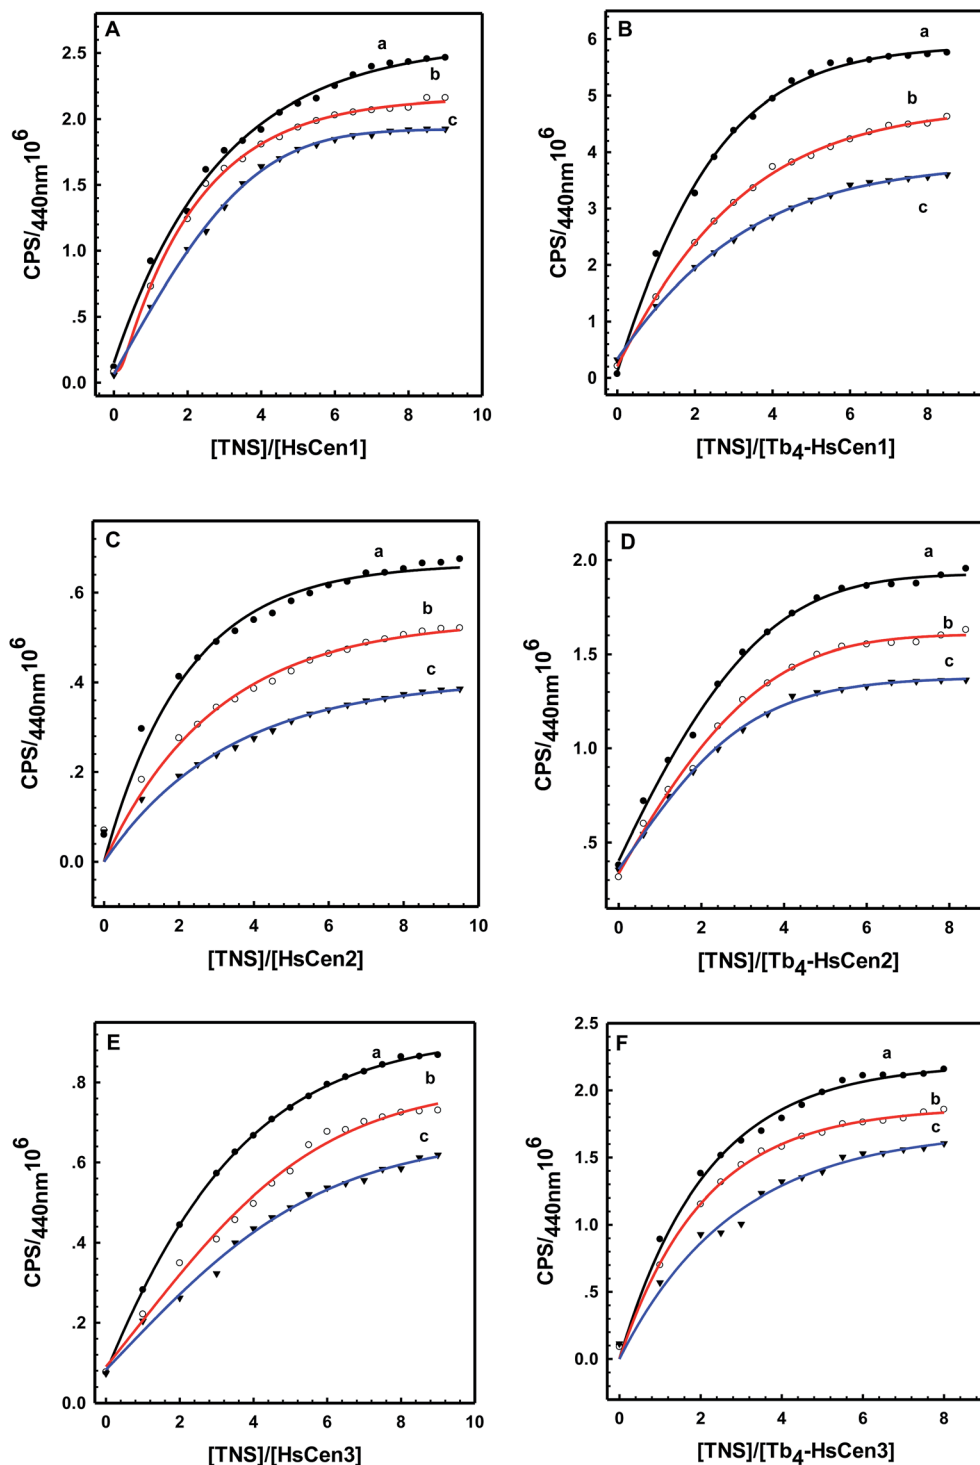 A
a
b
c
2.5
2.0
1.5
1.0
.5
0.0
CPS/440nm10^6
0 2 4 6 8 10
[TNS]/[HsCen1]
B
a
b
c
6
5
4
3
2
1
0
CPS/440nm10^6
0 2 4 6 8
[TNS]/[Tb4-HsCen1]
C
a
b
c
.6
.4
.2
0.0
CPS/440nm10^6
0 2 4 6 8 10
[TNS]/[HsCen2]
D
a
b
c
2.0
1.5
1.0
.5
CPS/440nm10^6
0 2 4 6 8
[TNS]/[Tb4-HsCen2]
E
a
b
c
.8
.6
.4
.2
0.0
CPS/440nm10^6
0 2 4 6 8 10
[TNS]/[HsCen3]
F
a
b
c
2.5
2.0
1.5
1.0
.5
0.0
CPS/440nm10^6
0 2 4 6 8
[TNS]/[Tb4-HsCen3]